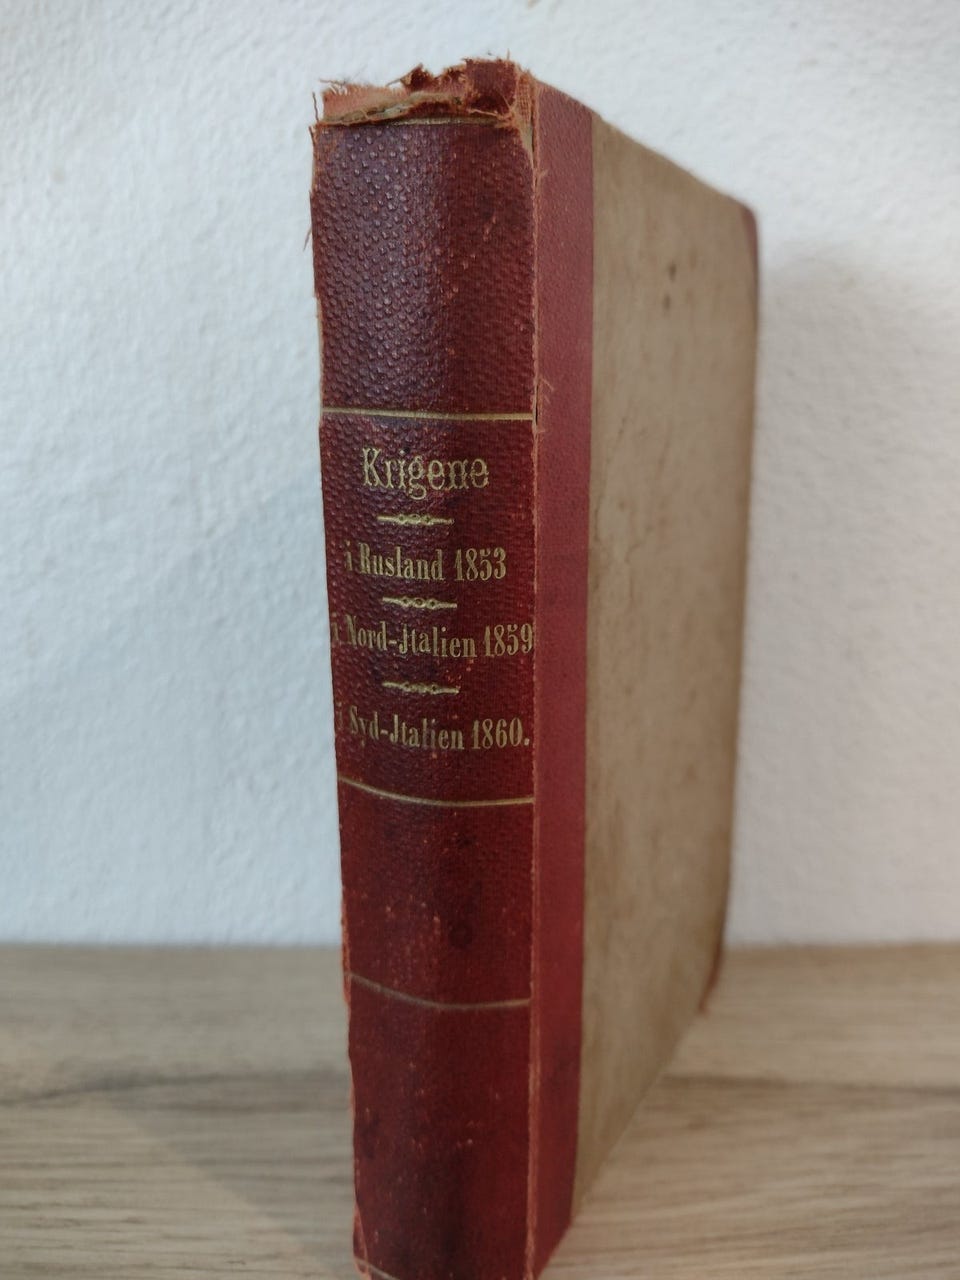 Krigene
i Rusland 1853
i Nord-Jtalien 1859
i Syd-Jtalien 1860.